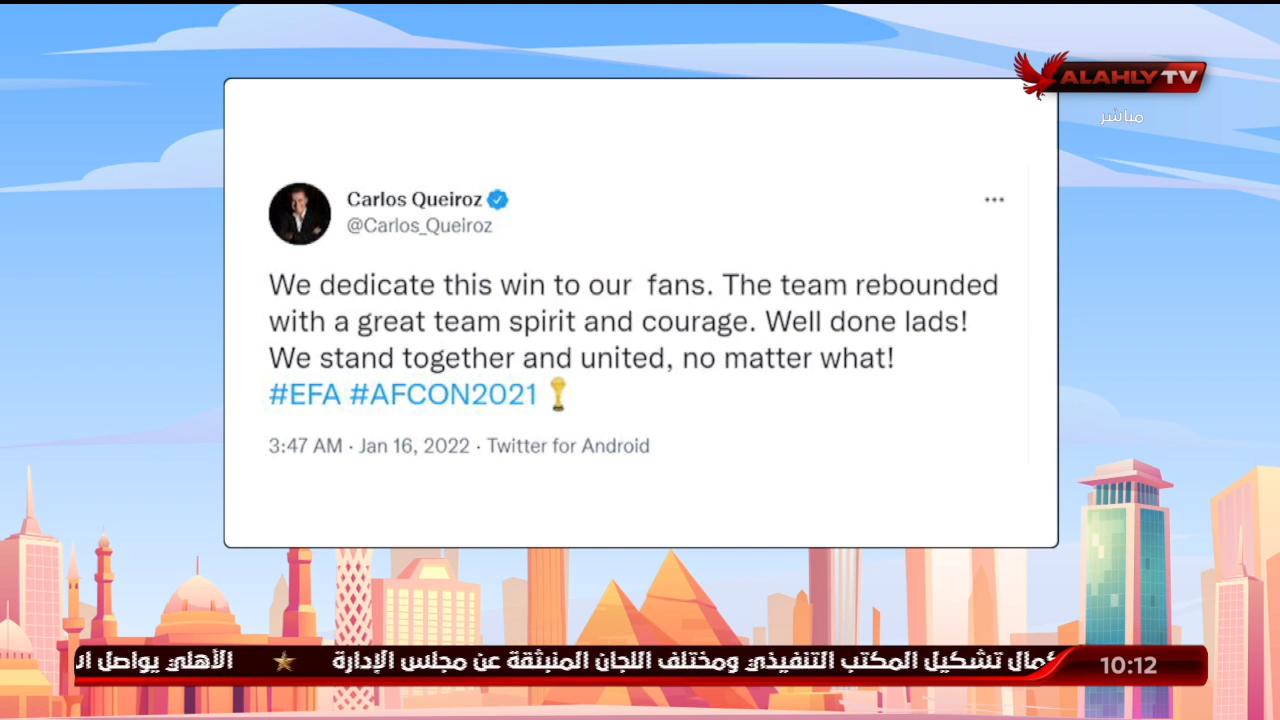 ALAHLY TV
مباشر
Carlos Queiroz
@Carlos_Queiroz
We dedicate this win to our fans. The team rebounded
with a great team spirit and courage. Well done lads!
We stand together and united, no matter what!
#EFA #AFCON2021
3:47 AM · Jan 16, 2022 · Twitter for Android
تشكيل المكتب التنفيذي ومختلف اللجان المنبثقة عن مجلس الإدارة ★ الأهلي يواصل
10:12